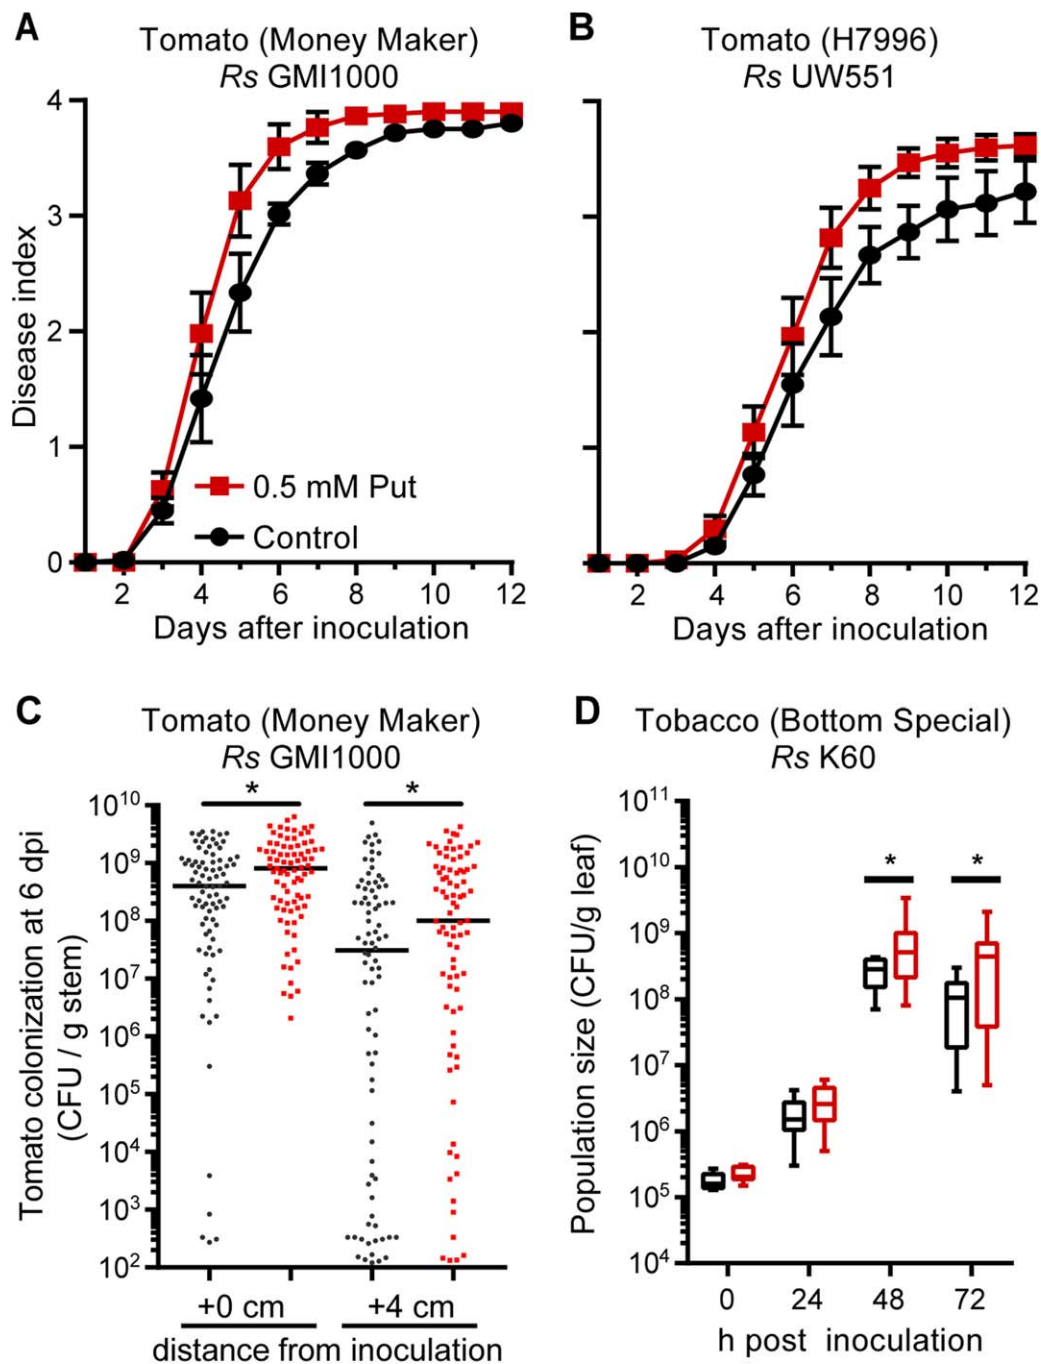 A
Tomato (Money Maker)
Rs GMI1000
Disease index
4
3
2
1
0
0.5 mM Put
Control
2 4 6 8 10 12
Days after inoculation
B
Tomato (H7996)
Rs UW551
2 4 6 8 10 12
Days after inoculation
C
Tomato (Money Maker)
Rs GMI1000
Tomato colonization at 6 dpi
(CFU / g stem)
10^10
10^9
10^8
10^7
10^6
10^5
10^4
10^3
10^2
* *
+0 cm +4 cm
distance from inoculation
D
Tobacco (Bottom Special)
Rs K60
Population size (CFU/g leaf)
10^11
10^10
10^9
10^8
10^7
10^6
10^5
10^4
* *
0 24 48 72
h post inoculation